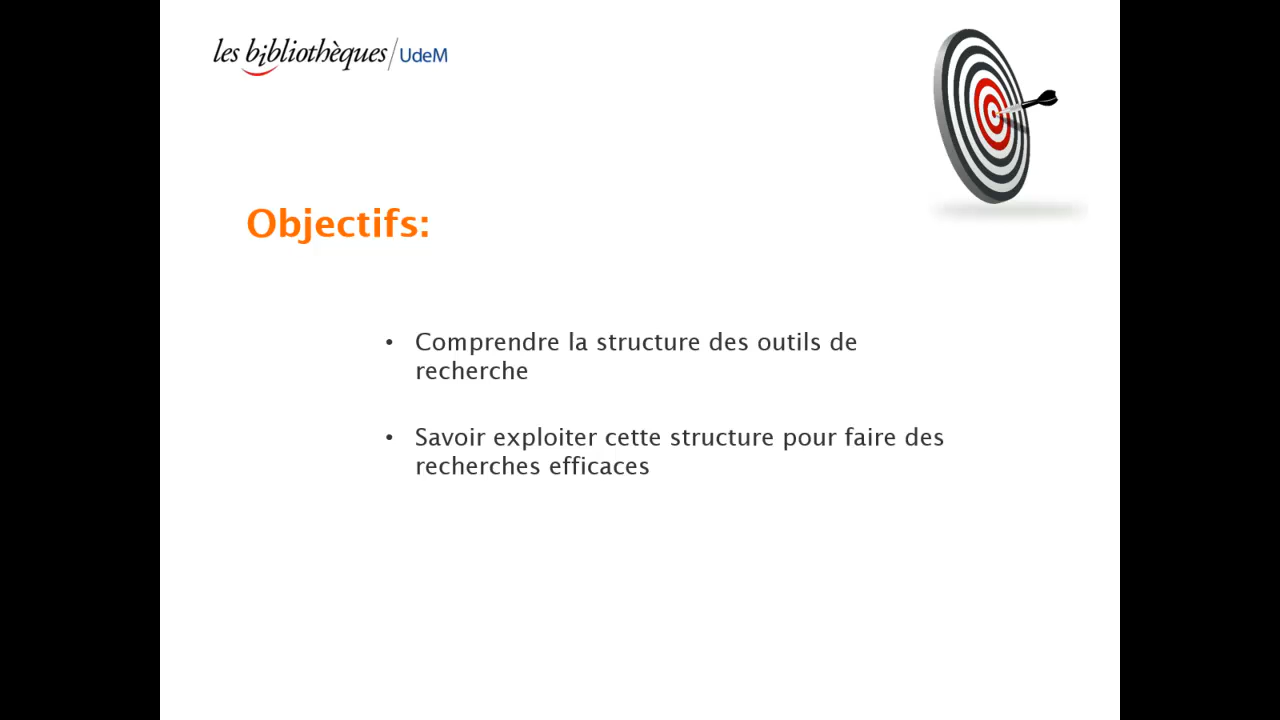 les bibliothèques/UdeM
Objectifs:
• Comprendre la structure des outils de
recherche
• Savoir exploiter cette structure pour faire des
recherches efficaces